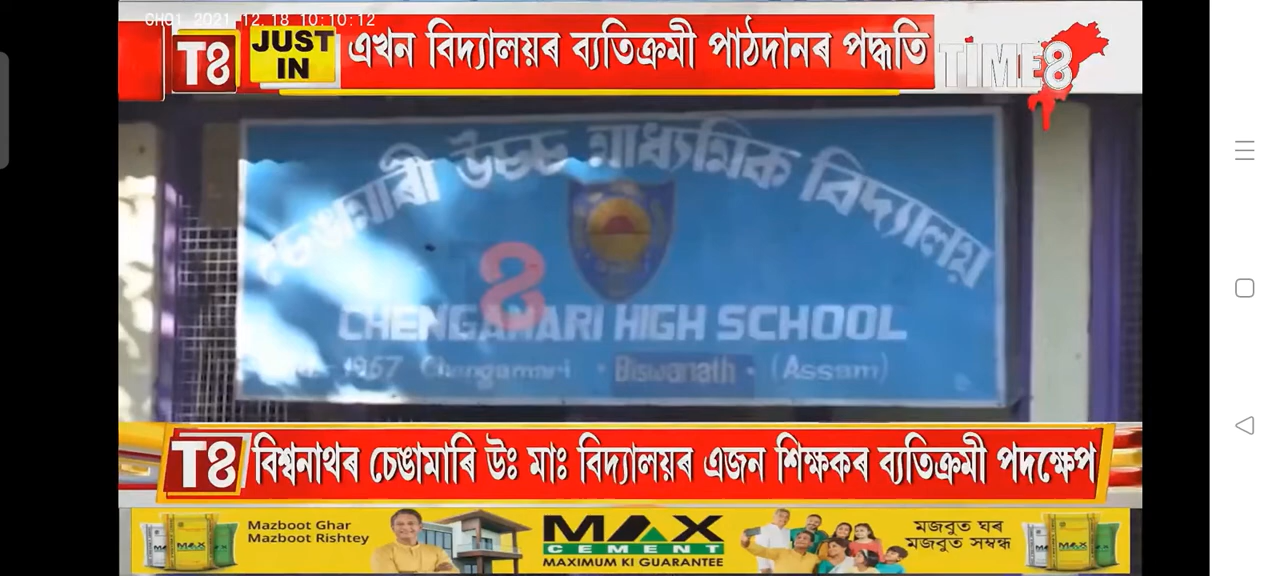 CH01 2021 12.18 10:10:12
T8 JUST IN এখন বিদ্যালয়ৰ ব্যতিক্ৰমী পাঠদানৰ পদ্ধতি TIME8
চেঙামাৰী উচ্চ মাধ্যমিক বিদ্যালয়
8
CHENGAMARI HIGH SCHOOL
1967 Chengamari • Biswanath • (Assam)
T8 বিশ্বনাথৰ চেঙামাৰি উঃ মাঃ বিদ্যালয়ৰ এজন শিক্ষকৰ ব্যতিক্ৰমী পদক্ষেপ
Mazboot Ghar
Mazboot Rishtey
MAX
CEMENT
MAXIMUM KI GUARANTEE
মজবুত ঘৰ
মজবুত সম্বন্ধ